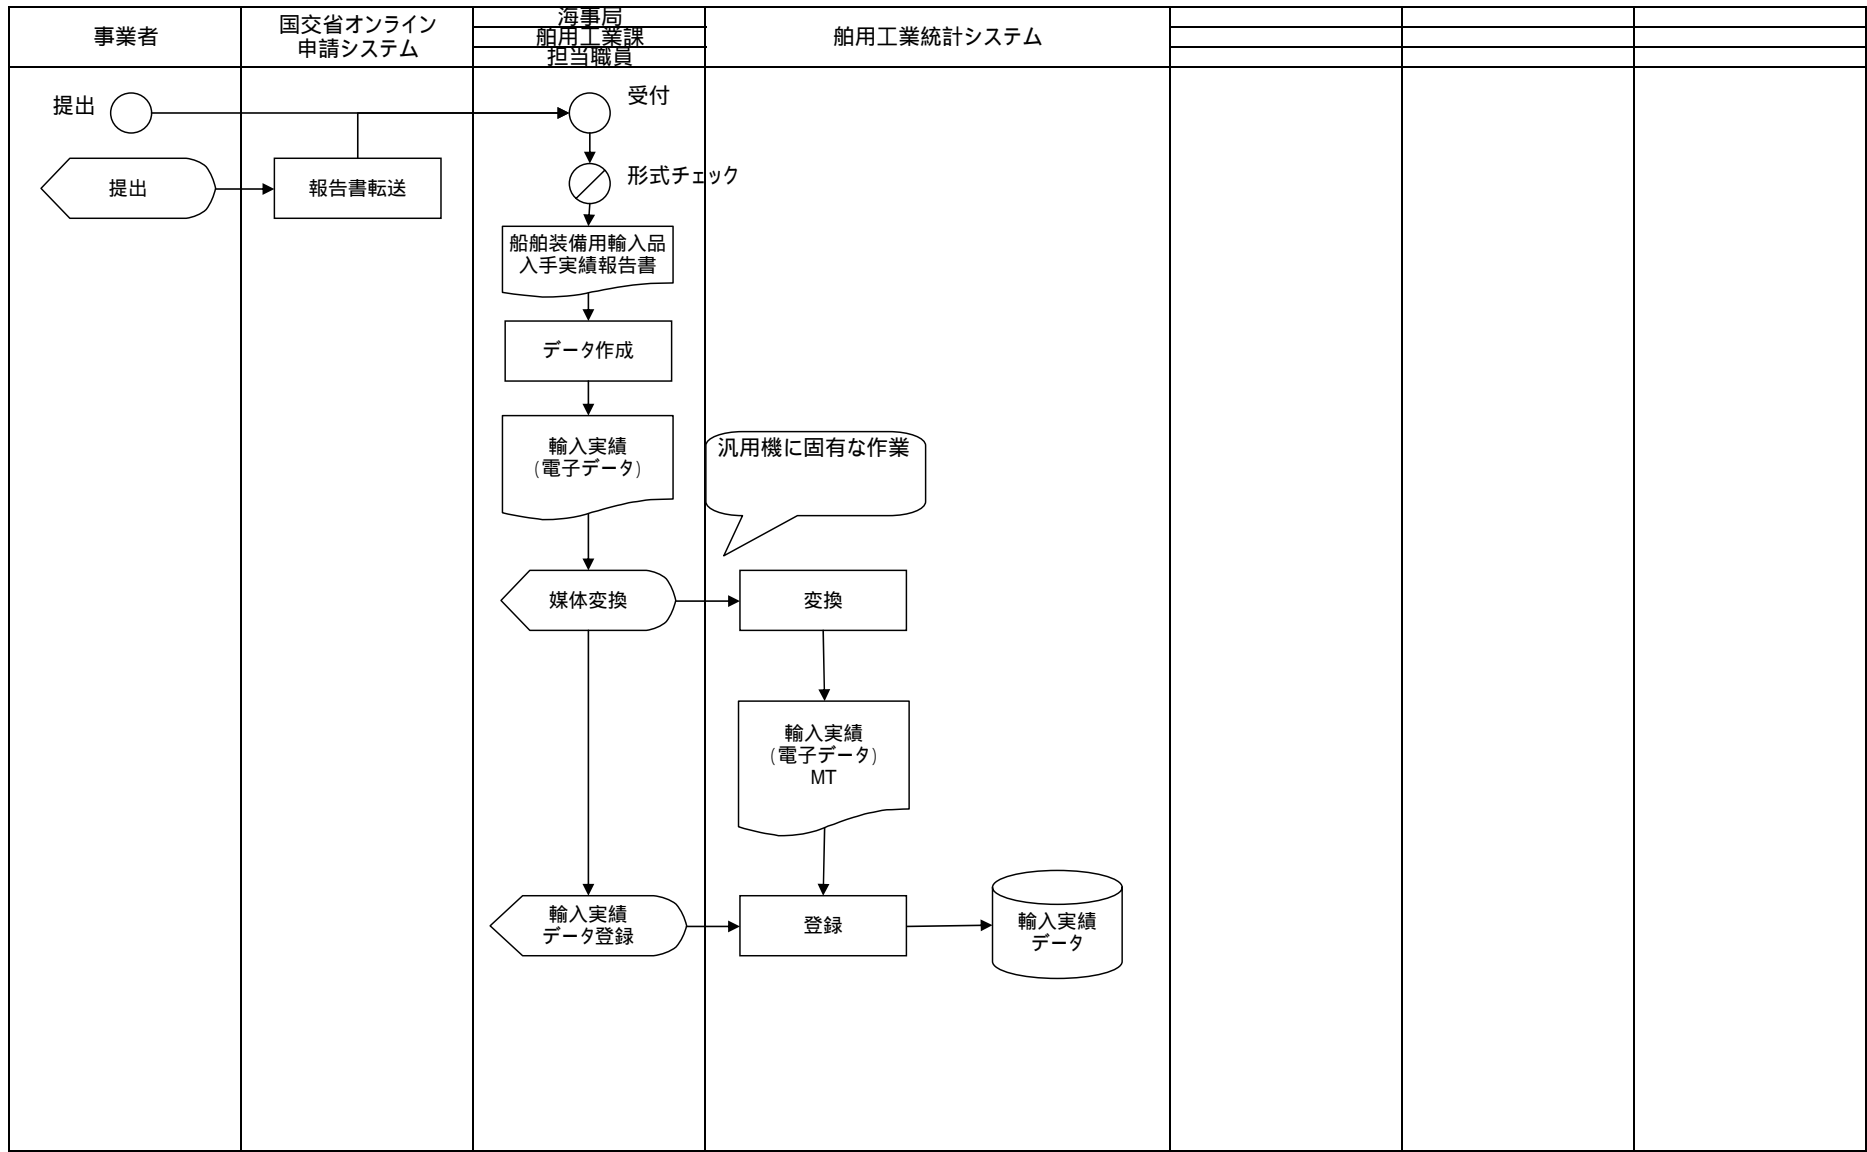 事業者
国交省オンライン
申請システム
海事局
舶用工業課
担当職員
舶用工業統計システム
提出
受付
提出
報告書転送
形式チェック
船舶装備用輸入品
入手実績報告書
データ作成
輸入実績
(電子データ)
汎用機に固有な作業
媒体変換
変換
輸入実績
(電子データ)
MT
輸入実績
データ登録
登録
輸入実績
データ